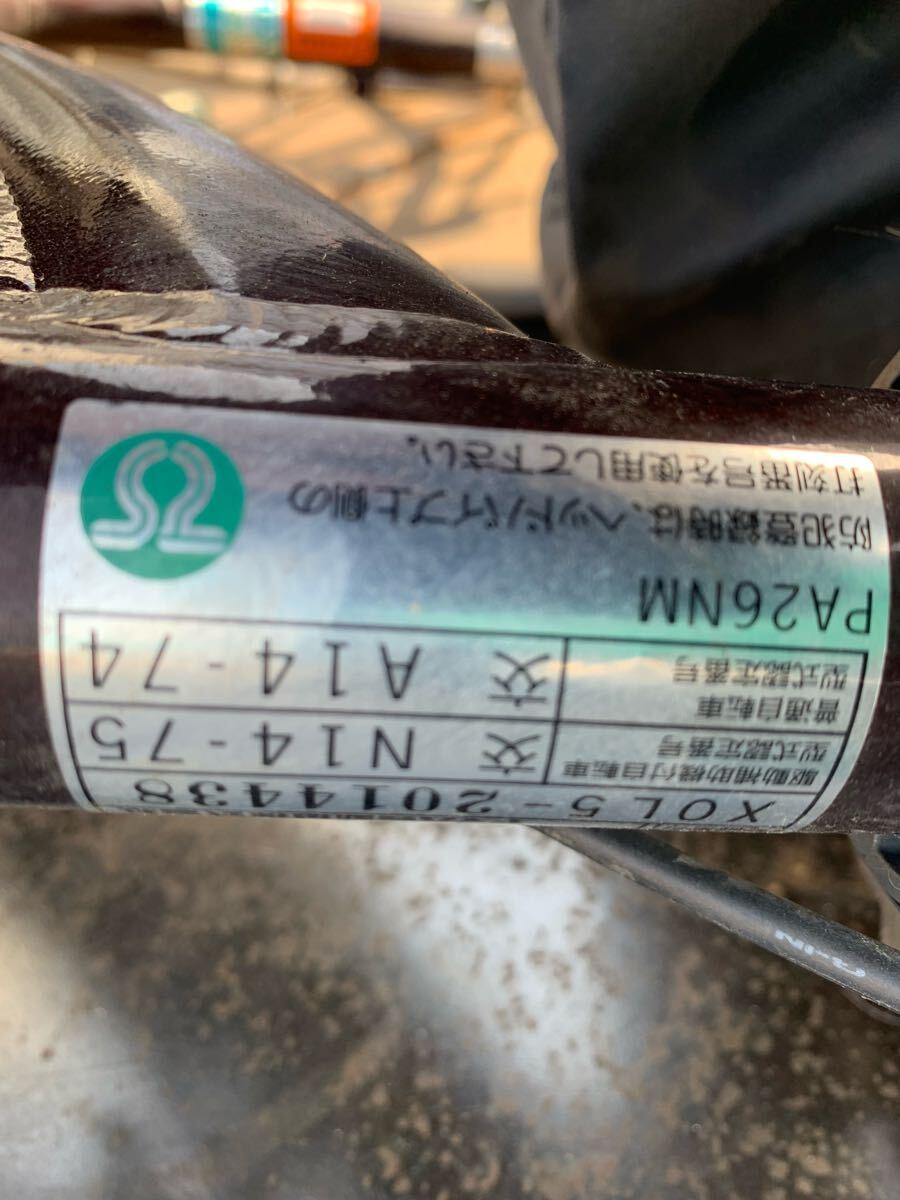 XOL5-2014438
駆動補助機付自転車
型式認定番号
交 N14-75
普通自転車
型式認定番号
交 A14-74
PA26NM
防犯登録時は、ヘッドパイプ上側の
打刻番号を使用して下さい。